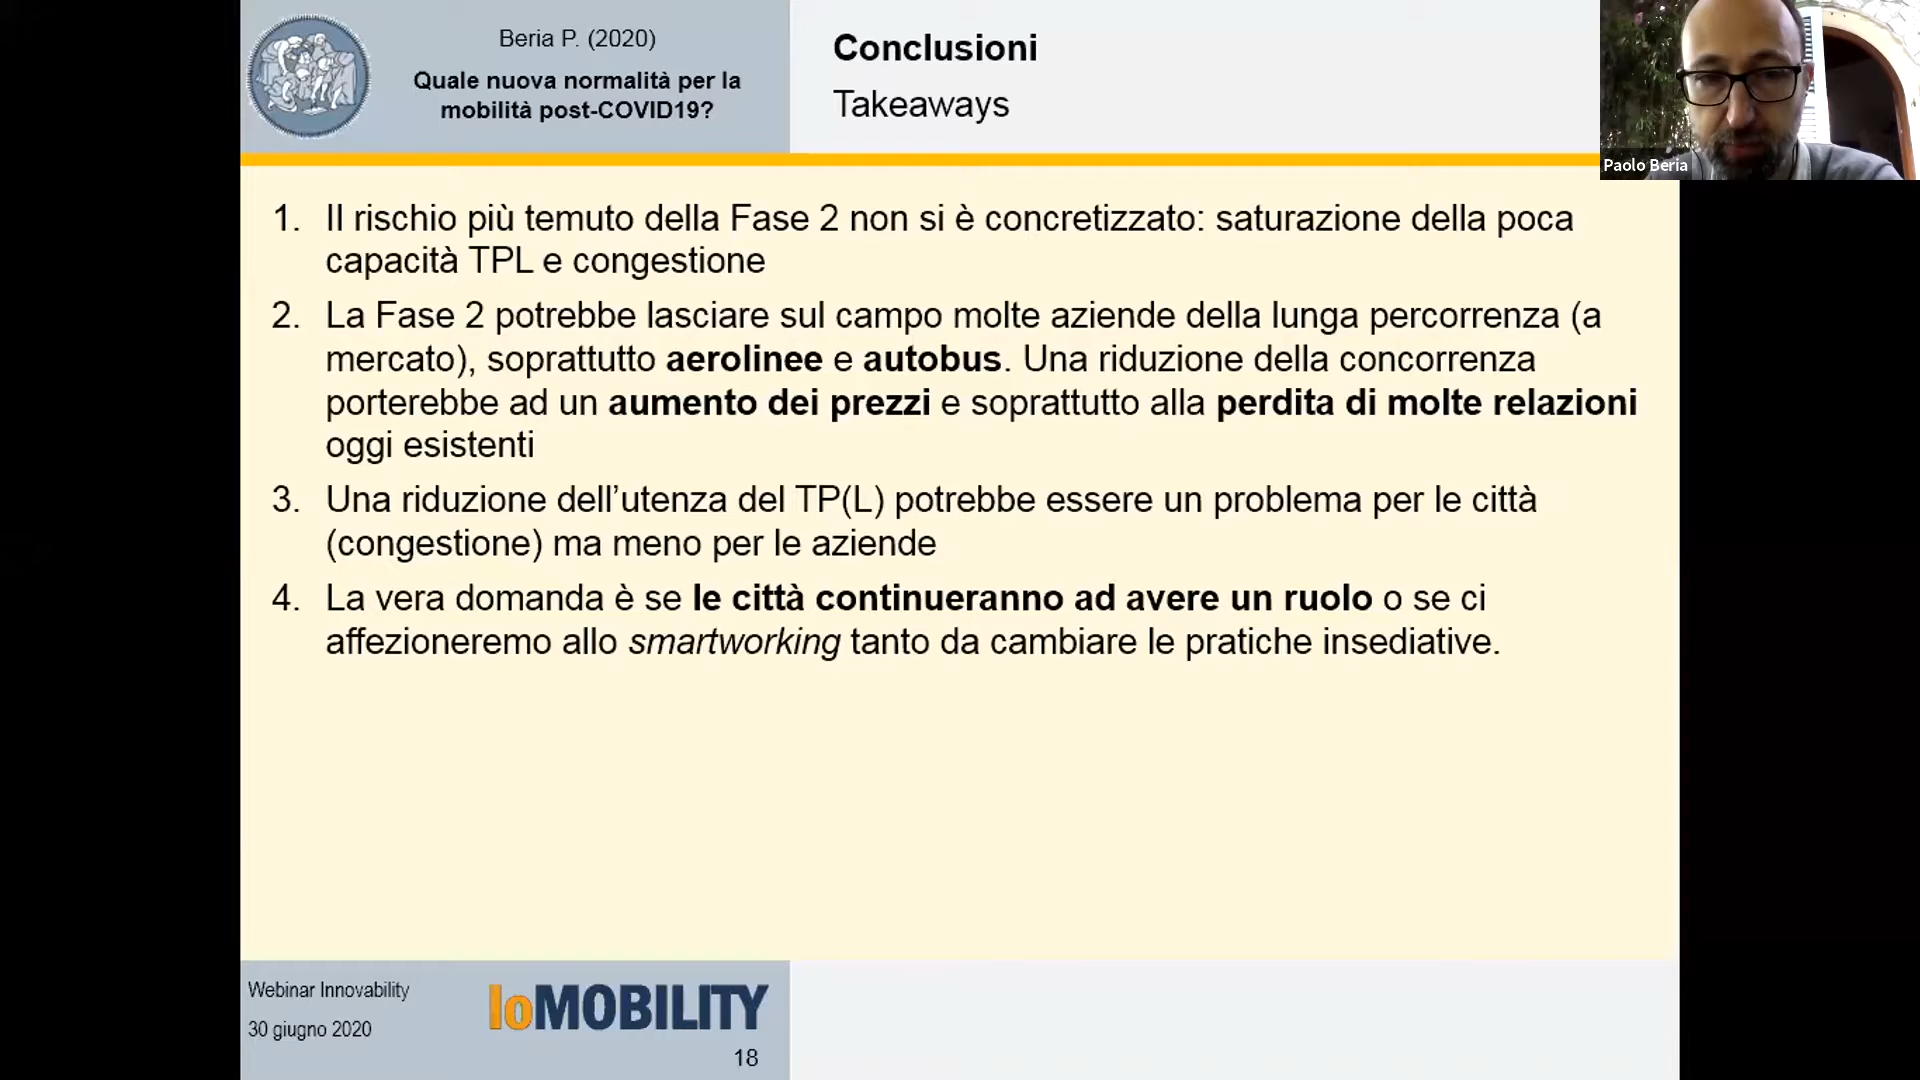 Beria P. (2020)
Quale nuova normalità per la
mobilità post-COVID19?
Conclusioni
Takeaways
Paolo Beria
1. Il rischio più temuto della Fase 2 non si è concretizzato: saturazione della poca
capacità TPL e congestione
2. La Fase 2 potrebbe lasciare sul campo molte aziende della lunga percorrenza (a
mercato), soprattutto aerolinee e autobus. Una riduzione della concorrenza
porterebbe ad un aumento dei prezzi e soprattutto alla perdita di molte relazioni
oggi esistenti
3. Una riduzione dell’utenza del TP(L) potrebbe essere un problema per le città
(congestione) ma meno per le aziende
4. La vera domanda è se le città continueranno ad avere un ruolo o se ci
affezioneremo allo smartworking tanto da cambiare le pratiche insediative.
Webinar Innovability
30 giugno 2020
IoMOBILITY
18